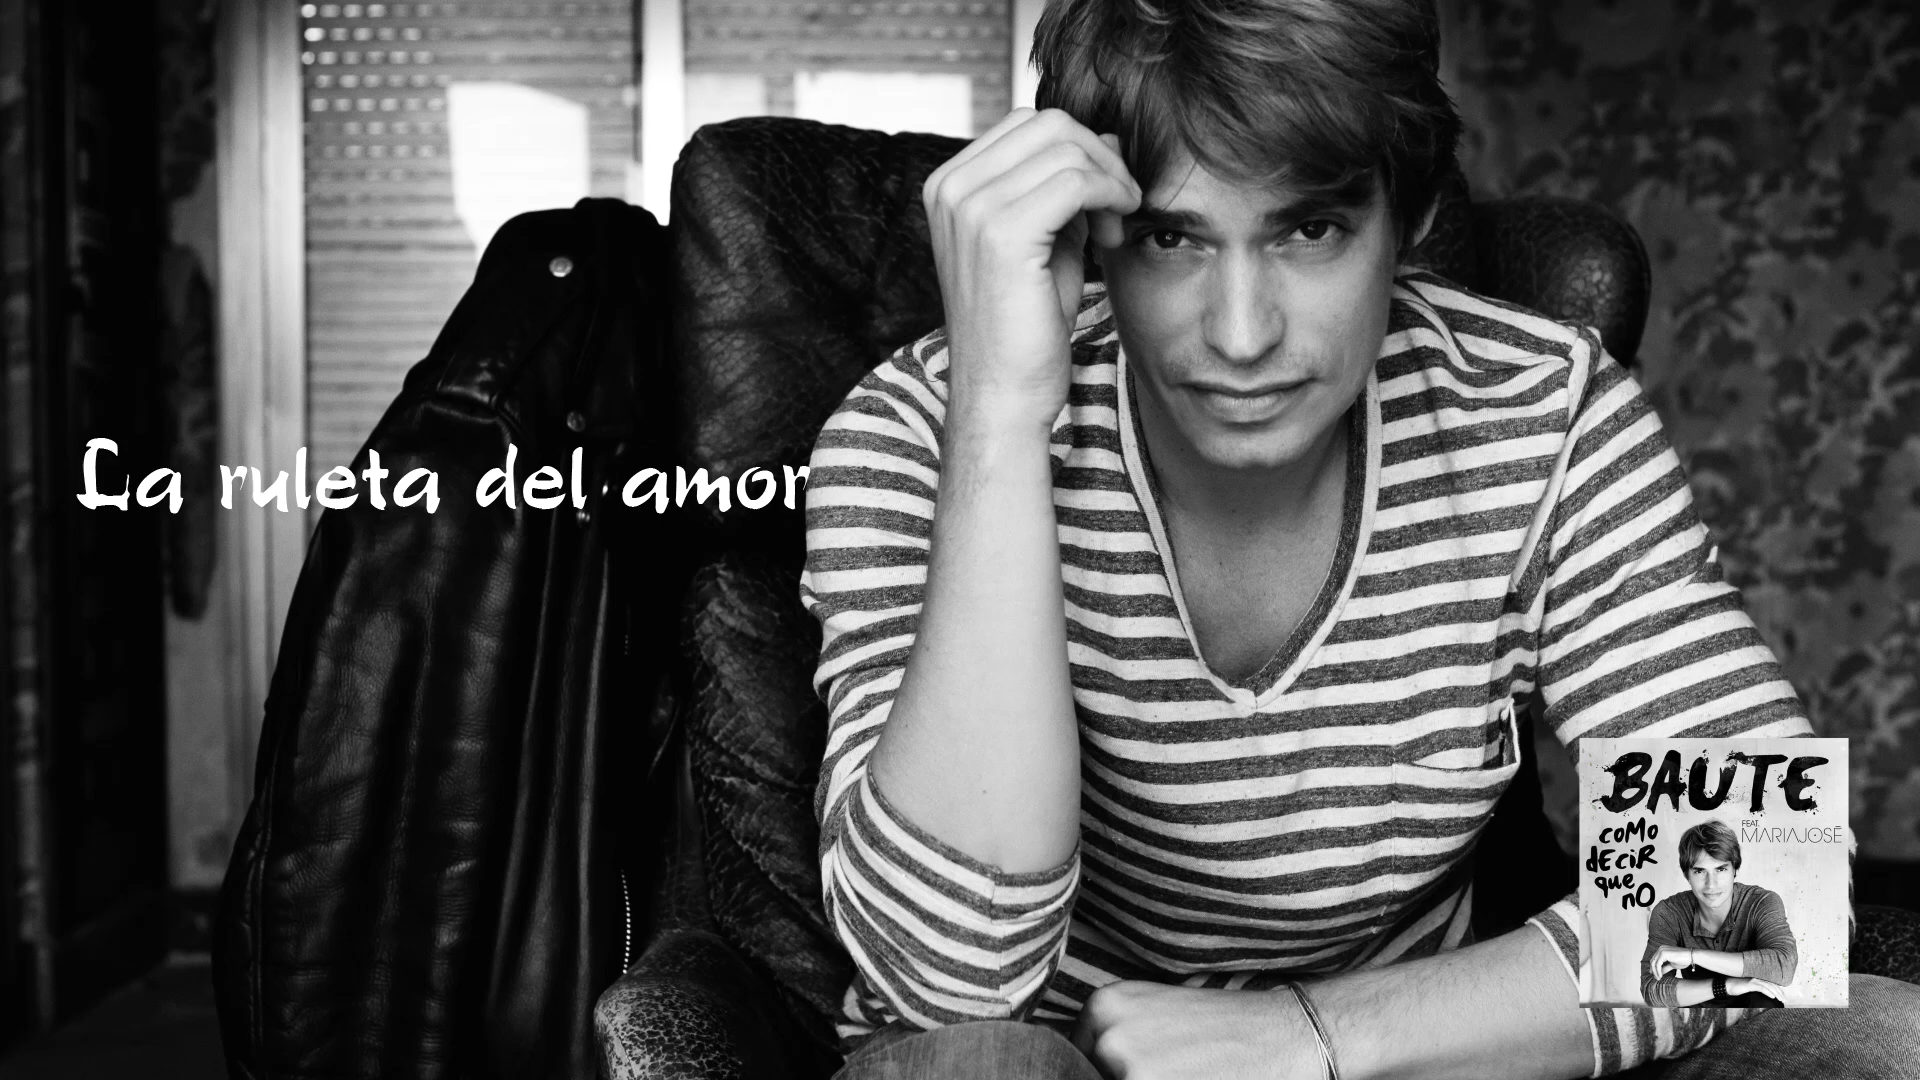 La ruleta del amor
BAUTE
FEAT.
MARIAJOSÉ
coMo
dEciR
que
nO